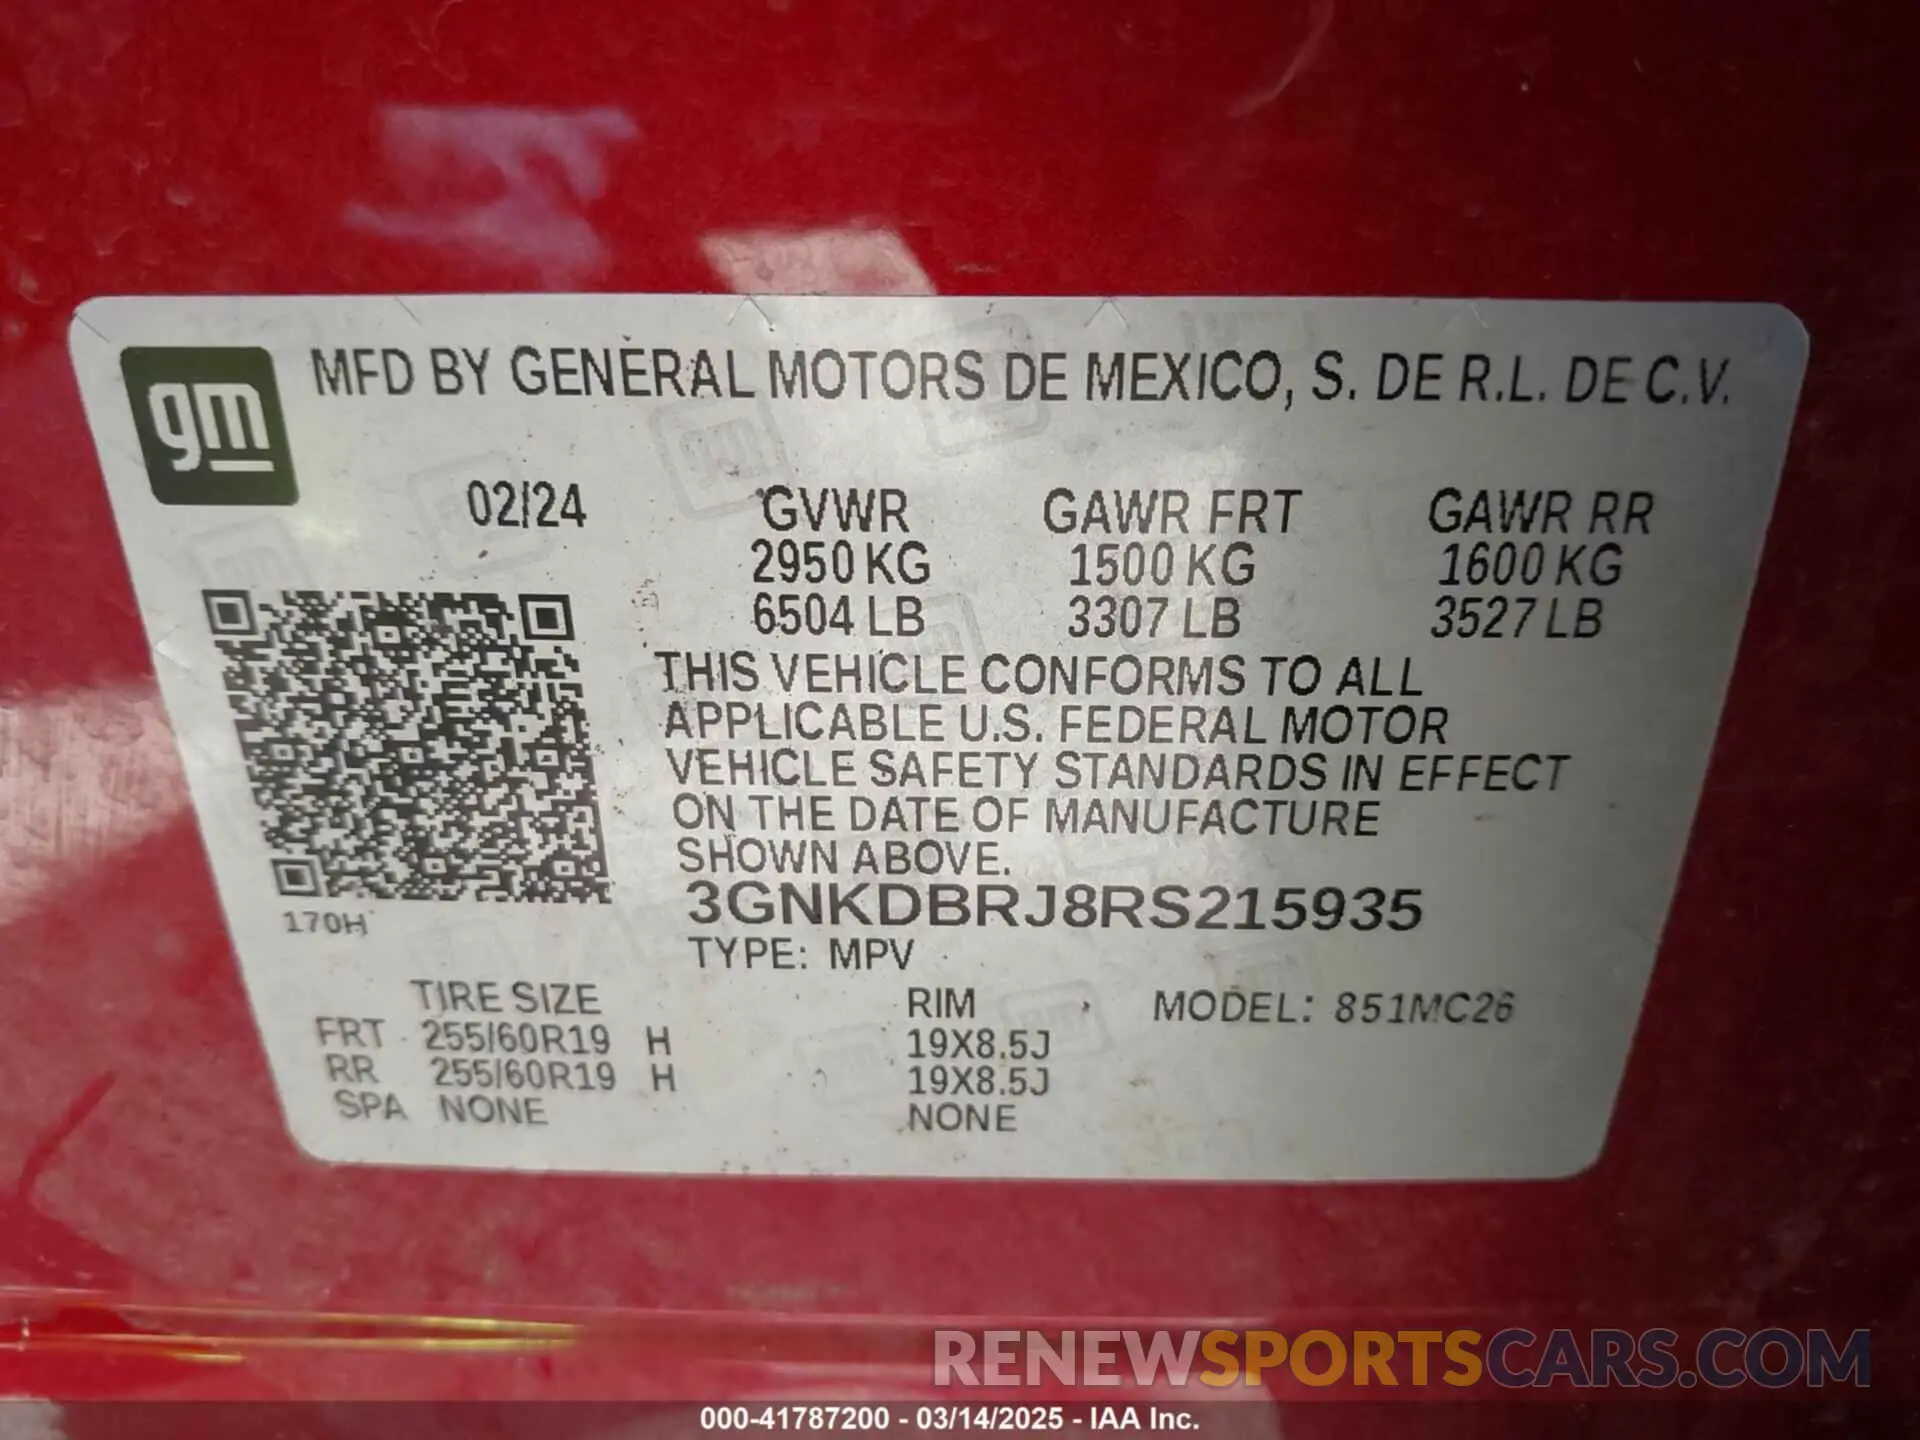 gm
MFD BY GENERAL MOTORS DE MEXICO, S. DE R.L. DE C.V.
02/24 GVWR GAWR FRT GAWR RR
2950 KG 1500 KG 1600 KG
6504 LB 3307 LB 3527 LB
THIS VEHICLE CONFORMS TO ALL
APPLICABLE U.S. FEDERAL MOTOR
VEHICLE SAFETY STANDARDS IN EFFECT
ON THE DATE OF MANUFACTURE
SHOWN ABOVE.
3GNKDBRJ8RS215935
170H
TYPE: MPV
TIRE SIZE RIM MODEL: 851MC26
FRT 255/60R19 H 19X8.5J
RR 255/60R19 H 19X8.5J
SPA NONE NONE
RENEWSPORTSCARS.COM
000-41787200 - 03/14/2025 - IAA Inc.